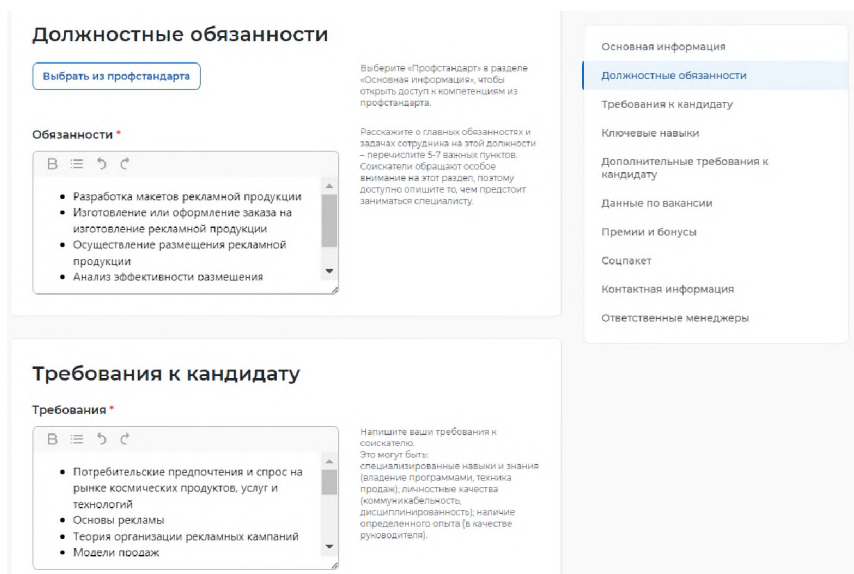 Должностные обязанности
Выбрать из профстандарта
Выберите «Профстандарт» в разделе
«Основная информация», чтобы
открыть доступ к компетенциям из
профстандарта.
Обязанности *
Расскажите о главных обязанностях и
задачах сотрудника на этой должности
– перечислите 5-7 важных пунктов.
Соискатели обращают особое
внимание на этот раздел, поэтому
доступно опишите то, чем предстоит
заниматься специалисту.
B
• Разработка макетов рекламной продукции
• Изготовление или оформление заказа на
изготовление рекламной продукции
• Осуществление размещения рекламной
продукции
• Анализ эффективности размещения
Требования к кандидату
Требования *
B
• Потребительские предпочтения и спрос на
рынке космических продуктов, услуг и
технологий
• Основы рекламы
• Теория организации рекламных кампаний
• Модели продаж
Напишите ваши требования к
соискателю.
Это могут быть:
специализированные навыки и знания
(владение программами, техника
продаж); личностные качества
(коммуникабельность,
дисциплинированность); наличие
определенного опыта (в качестве
руководителя).
Основная информация
Должностные обязанности
Требования к кандидату
Ключевые навыки
Дополнительные требования к
кандидату
Данные по вакансии
Премии и бонусы
Соцпакет
Контактная информация
Ответственные менеджеры